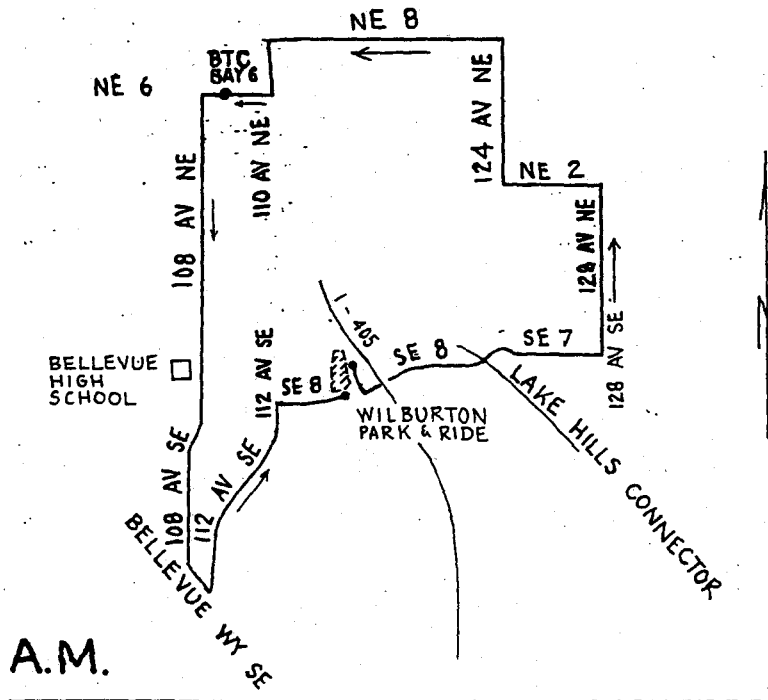 NE 8
BTC
BAY 6
NE 6
110 AV NE
124 AV NE
NE 2
108 AV NE
128 AV NE
I-405
SE 7
SE 8
128 AV SE
BELLEVUE
HIGH
SCHOOL
112 AV SE
SE 8
WILBURTON
PARK & RIDE
LAKE HILLS CONNECTOR
108 AV SE
112 AV SE
BELLEVUE WY SE
A.M.